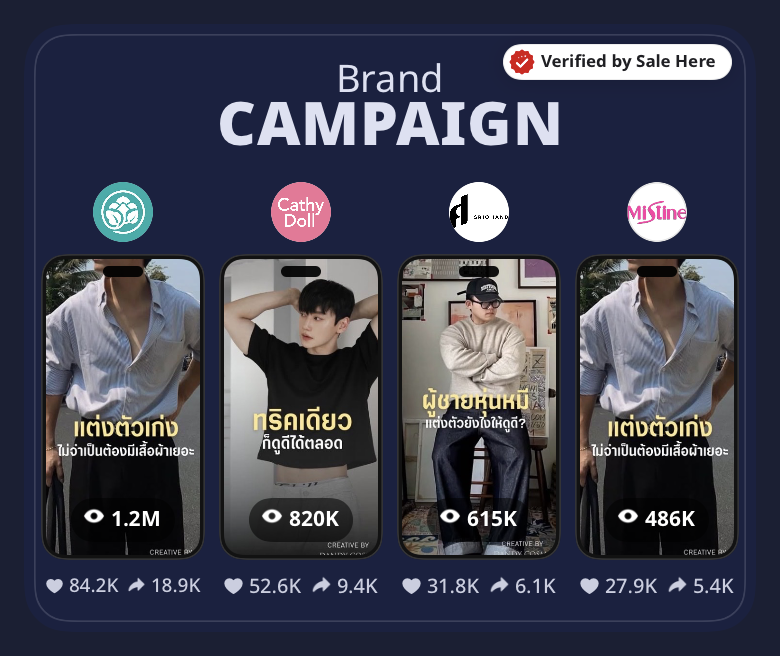 Verified by Sale Here
Brand
CAMPAIGN
Cathy
Doll
Mistine
แต่งตัวเก่ง
ไม่จำเป็นต้องมีเสื้อผ้าเยอะ
1.2M
CREATIVE BY
84.2K 18.9K
ทริคเดียว
ก็ดูดีได้ตลอด
820K
CREATIVE BY
52.6K 9.4K
ผู้ชายหุ่นหมี
แต่งตัวยังไงให้ดูดี?
615K
CREATIVE BY
31.8K 6.1K
แต่งตัวเก่ง
ไม่จำเป็นต้องมีเสื้อผ้าเยอะ
486K
CREATIVE BY
27.9K 5.4K